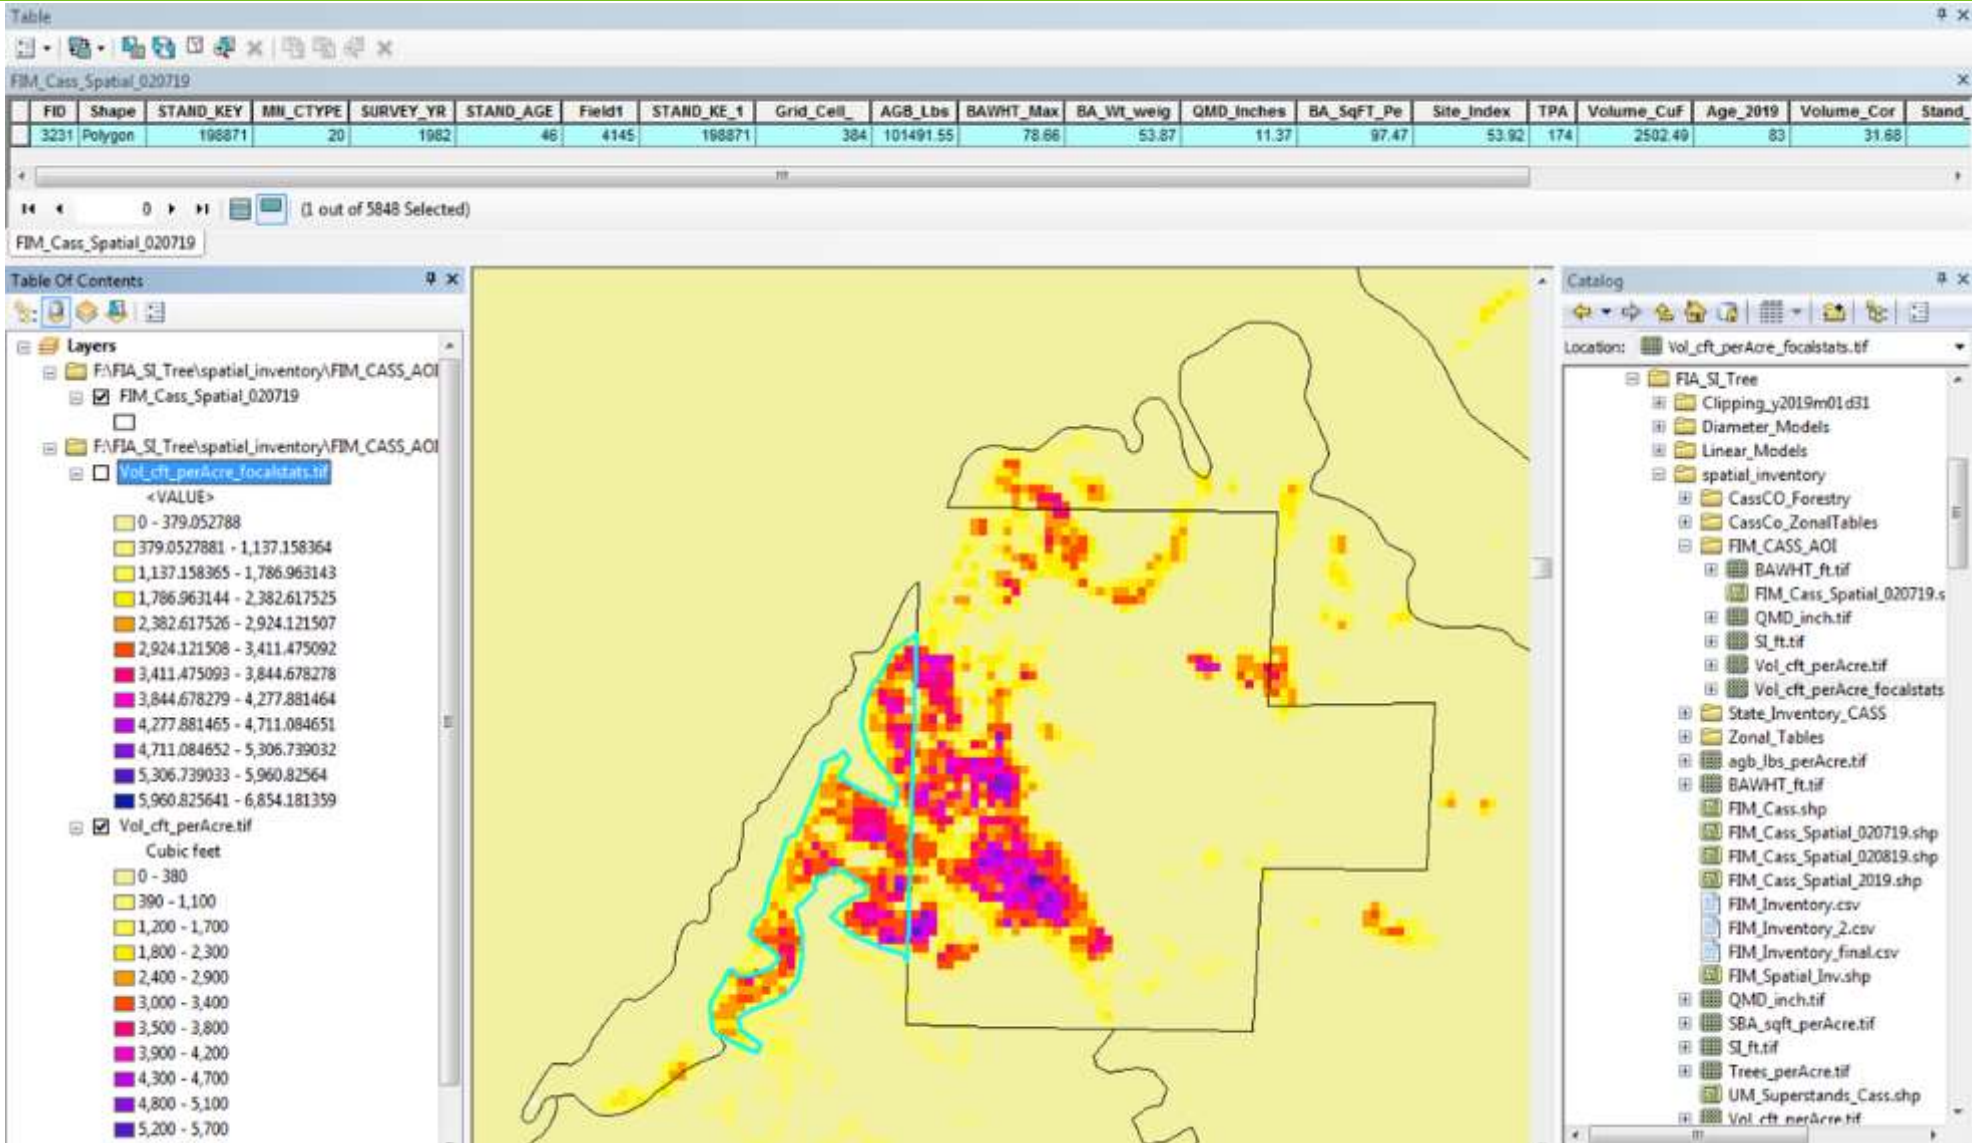 Table
FIM_Cass_Spatial_020719
FID Shape STAND_KEY MN_CTYPE SURVEY_YR STAND_AGE Field1 STAND_KE_1 Grid_Cell_ AGB_Lbs BAWHT_Max BA_Wt_weig QMD_Inches BA_SqFT_Pe Site_Index TPA Volume_CuF Age_2019 Volume_Cor Stand_
3231 Polygon 198871 20 1982 46 4145 198871 384 101491.55 78.66 53.87 11.37 97.47 53.92 174 2502.49 83 31.68
0 (1 out of 5848 Selected)
FIM_Cass_Spatial_020719
Table Of Contents
Layers
F:\FIA_SI_Tree\spatial_inventory\FIM_CASS_AOI
FIM_Cass_Spatial_020719
F:\FIA_SI_Tree\spatial_inventory\FIM_CASS_AOI
Vol_cft_perAcre_focalstats.tif
<VALUE>
0 - 379.052788
379.0527881 - 1,137.158364
1,137.158365 - 1,786.963143
1,786.963144 - 2,382.617525
2,382.617526 - 2,924.121507
2,924.121508 - 3,411.475092
3,411.475093 - 3,844.678278
3,844.678279 - 4,277.881464
4,277.881465 - 4,711.084651
4,711.084652 - 5,306.739032
5,306.739033 - 5,960.82564
5,960.825641 - 6,854.181359
Vol_cft_perAcre.tif
Cubic feet
0 - 380
390 - 1,100
1,200 - 1,700
1,800 - 2,300
2,400 - 2,900
3,000 - 3,400
3,500 - 3,800
3,900 - 4,200
4,300 - 4,700
4,800 - 5,100
5,200 - 5,700
Catalog
Location: Vol_cft_perAcre_focalstats.tif
FIA_SI_Tree
Clipping_y2019m01d31
Diameter_Models
Linear_Models
spatial_inventory
CassCO_Forestry
CassCo_ZonalTables
FIM_CASS_AOI
BAWHT_ft.tif
FIM_Cass_Spatial_020719.s
QMD_inch.tif
SI_ft.tif
Vol_cft_perAcre.tif
Vol_cft_perAcre_focalstats
State_Inventory_CASS
Zonal_Tables
agb_lbs_perAcre.tif
BAWHT_ft.tif
FIM_Cass.shp
FIM_Cass_Spatial_020719.shp
FIM_Cass_Spatial_020819.shp
FIM_Cass_Spatial_2019.shp
FIM_Inventory.csv
FIM_Inventory_2.csv
FIM_Inventory_final.csv
FIM_Spatial_Inv.shp
QMD_inch.tif
SBA_sqft_perAcre.tif
SI_ft.tif
Trees_perAcre.tif
UM_Superstands_Cass.shp
Vol_cft_perAcre.tif